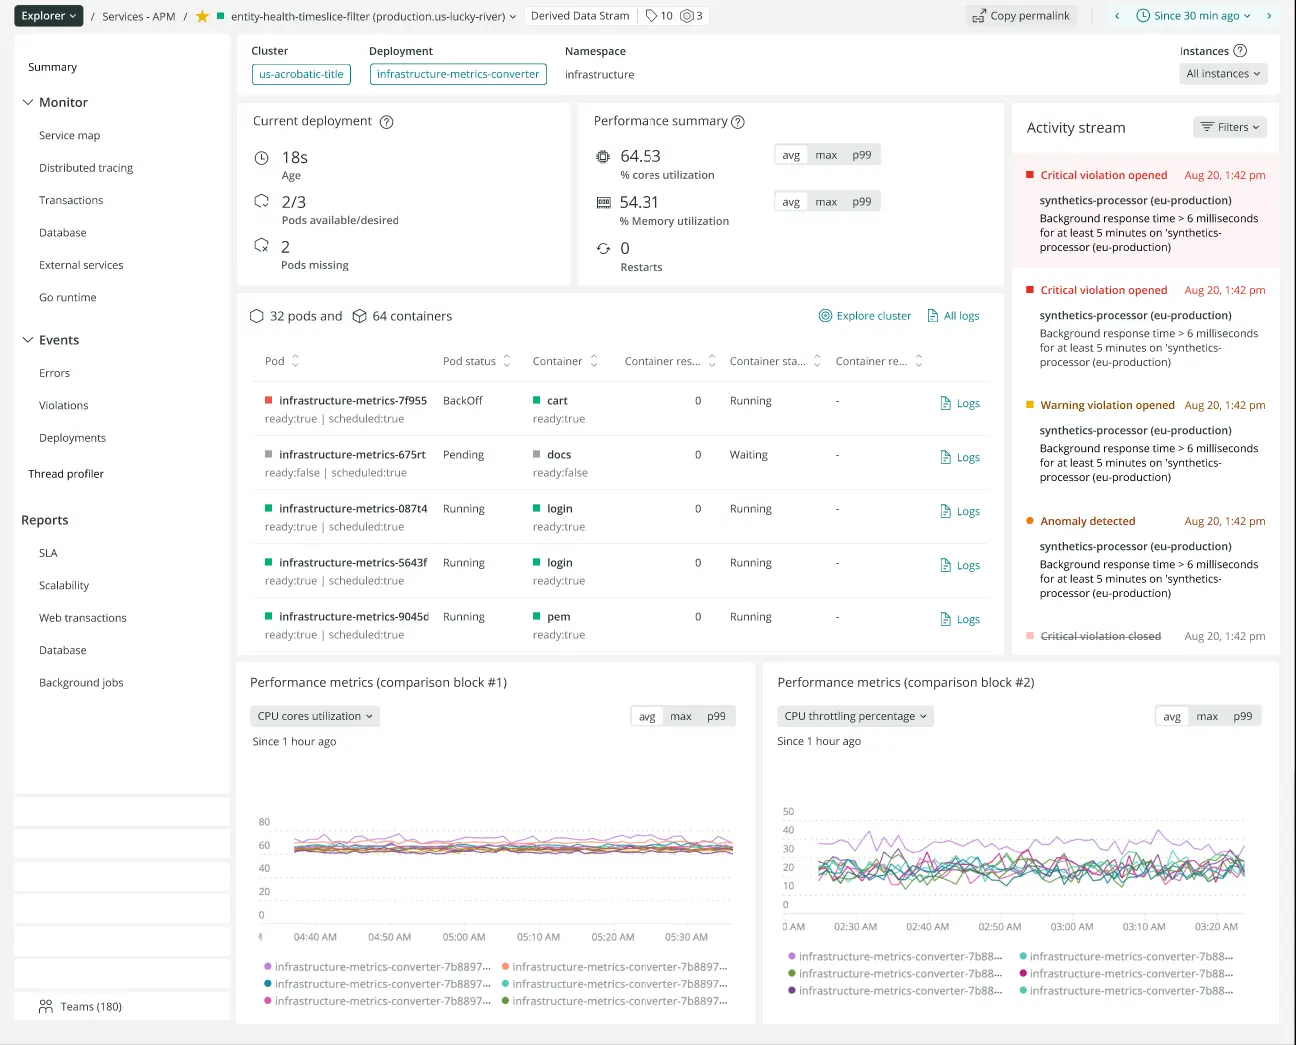 Explorer / Services - APM / entity-health-timeslice-filter (production.us-lucky-river) Derived Data Stram 10 3 Copy permalink Since 30 min ago
Summary
Monitor
Service map
Distributed tracing
Transactions
Database
External services
Go runtime
Events
Errors
Violations
Deployments
Thread profiler
Reports
SLA
Scalability
Web transactions
Database
Background jobs
Teams (180)
Cluster Deployment Namespace Instances
us-acrobatic-title infrastructure-metrics-converter infrastructure All instances
Current deployment
18s
Age
2/3
Pods available/desired
2
Pods missing
Performance summary
64.53 avg max p99
% cores utilization
54.31 avg max p99
% Memory utilization
0
Restarts
32 pods and 64 containers Explore cluster All logs
Pod Pod status Container Container res... Container sta... Container re...
infrastructure-metrics-7f955 BackOff cart 0 Running - Logs
ready:true | scheduled:true ready:true
infrastructure-metrics-675rt Pending docs 0 Waiting - Logs
ready:false | scheduled:true ready:false
infrastructure-metrics-087t4 Running login 0 Running - Logs
ready:true | scheduled:true ready:true
infrastructure-metrics-5643f Running login 0 Running - Logs
ready:true | scheduled:true ready:true
infrastructure-metrics-9045d Running pem 0 Running - Logs
ready:true | scheduled:true ready:true
Activity stream Filters
Critical violation opened Aug 20, 1:42 pm
synthetics-processor (eu-production)
Background response time > 6 milliseconds
for at least 5 minutes on 'synthetics-
processor (eu-production)
Critical violation opened Aug 20, 1:42 pm
synthetics-processor (eu-production)
Background response time > 6 milliseconds
for at least 5 minutes on 'synthetics-
processor (eu-production)
Warning violation opened Aug 20, 1:42 pm
synthetics-processor (eu-production)
Background response time > 6 milliseconds
for at least 5 minutes on 'synthetics-
processor (eu-production)
Anomaly detected Aug 20, 1:42 pm
synthetics-processor (eu-production)
Background response time > 6 milliseconds
for at least 5 minutes on 'synthetics-
processor (eu-production)
Critical violation closed Aug 20, 1:42 pm
Performance metrics (comparison block #1)
CPU cores utilization avg max p99
Since 1 hour ago
80
60
40
20
0
04:40 AM 04:50 AM 05:00 AM 05:10 AM 05:20 AM 05:30 AM
infrastructure-metrics-converter-7b8897... infrastructure-metrics-converter-7b8897...
infrastructure-metrics-converter-7b8897... infrastructure-metrics-converter-7b8897...
infrastructure-metrics-converter-7b8897... infrastructure-metrics-converter-7b8897...
Performance metrics (comparison block #2)
CPU throttling percentage avg max p99
Since 1 hour ago
50
40
30
20
10
0
0 AM 02:30 AM 02:40 AM 02:50 AM 03:00 AM 03:10 AM 03:20 AM
infrastructure-metrics-converter-7b88... infrastructure-metrics-converter-7b88...
infrastructure-metrics-converter-7b88... infrastructure-metrics-converter-7b88...
infrastructure-metrics-converter-7b88... infrastructure-metrics-converter-7b88...